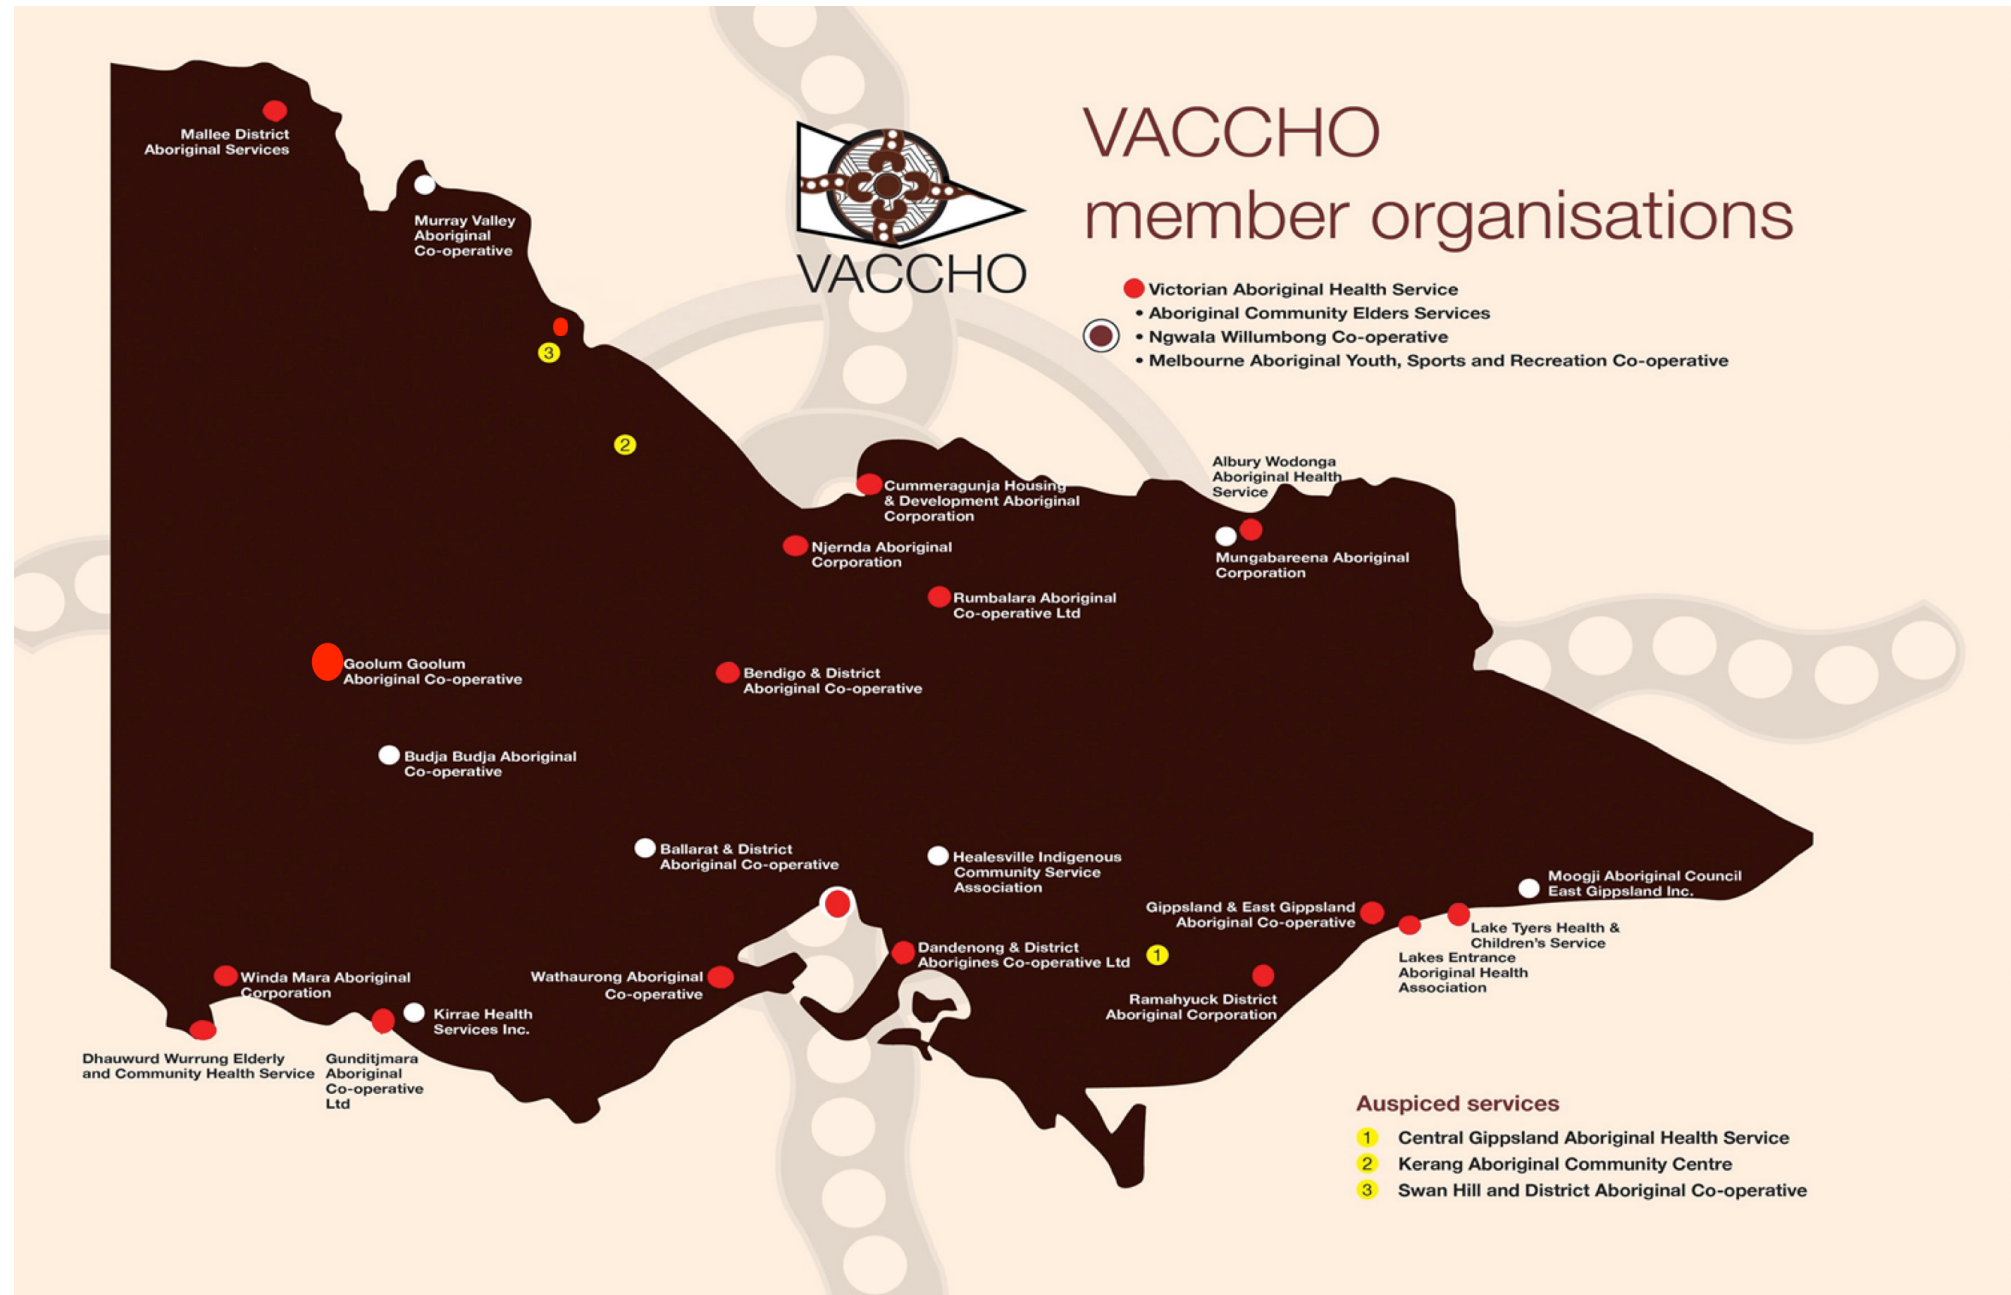 VACCHO
member organisations
VACCHO
Victorian Aboriginal Health Service
• Aboriginal Community Elders Services
• Ngwala Willumbong Co-operative
• Melbourne Aboriginal Youth, Sports and Recreation Co-operative
Mallee District
Aboriginal Services
Murray Valley
Aboriginal
Co-operative
3
2
Cummeragunja Housing
& Development Aboriginal
Corporation
Albury Wodonga
Aboriginal Health
Service
Njernda Aboriginal
Corporation
Mungabareena Aboriginal
Corporation
Rumbalara Aboriginal
Co-operative Ltd
Goolum Goolum
Aboriginal Co-operative
Bendigo & District
Aboriginal Co-operative
Budja Budja Aboriginal
Co-operative
Ballarat & District
Aboriginal Co-operative
Healesville Indigenous
Community Service
Association
Moogji Aboriginal Council
East Gippsland Inc.
Gippsland & East Gippsland
Aboriginal Co-operative
Lake Tyers Health &
Children's Service
Lakes Entrance
Aboriginal Health
Association
Dandenong & District
Aborigines Co-operative Ltd
1
Winda Mara Aboriginal
Corporation
Wathaurong Aboriginal
Co-operative
Ramahyuck District
Aboriginal Corporation
Kirrae Health
Services Inc.
Dhauwurd Wurrung Elderly
and Community Health Service
Gunditjmara
Aboriginal
Co-operative
Ltd
Auspiced services
1 Central Gippsland Aboriginal Health Service
2 Kerang Aboriginal Community Centre
3 Swan Hill and District Aboriginal Co-operative